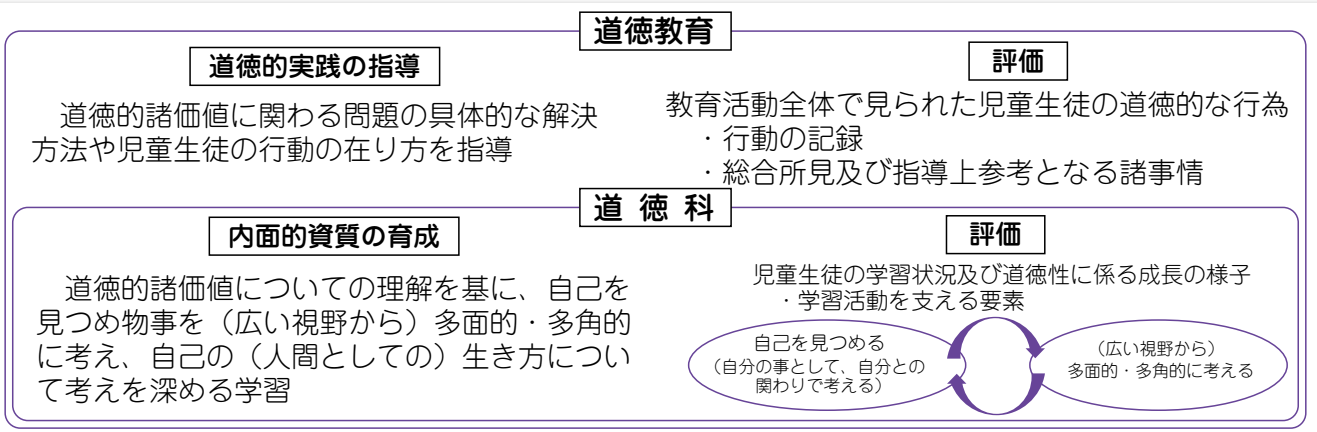 道徳教育
道徳的実践の指導
道徳的諸価値に関わる問題の具体的な解決
方法や児童生徒の行動の在り方を指導
評価
教育活動全体で見られた児童生徒の道徳的な行為
・行動の記録
・総合所見及び指導上参考となる諸事情
道徳科
内面的資質の育成
道徳的諸価値についての理解を基に、自己を
見つめ物事を（広い視野から）多面的・多角的
に考え、自己の（人間としての）生き方につい
て考えを深める学習
評価
児童生徒の学習状況及び道徳性に係る成長の様子
・学習活動を支える要素
自己を見つめる
（自分の事として、自分との
関わりで考える）
（広い視野から）
多面的・多角的に考える